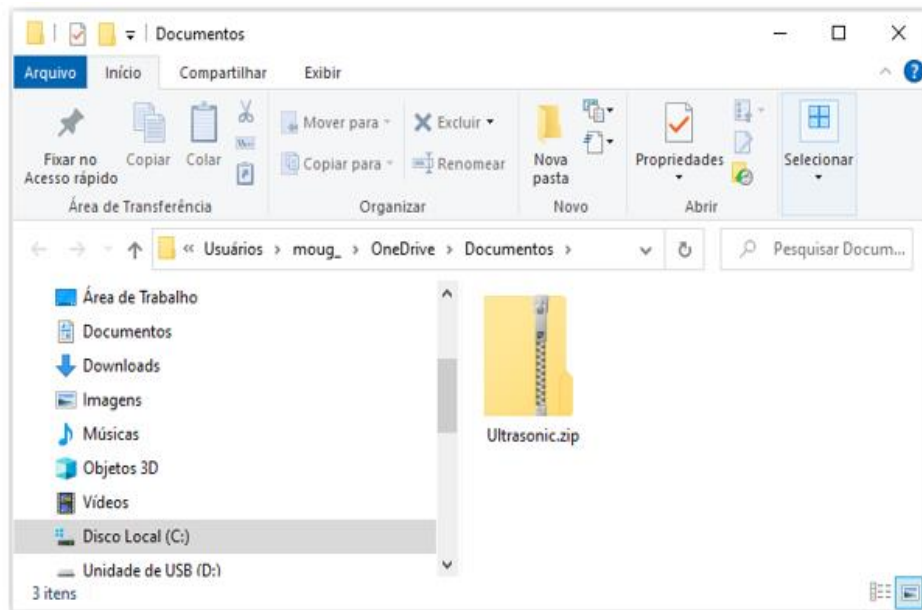 Documentos
Arquivo Início Compartilhar Exibir
Fixar no Acesso rápido
Copiar
Colar
Mover para
Copiar para
Excluir
Renomear
Nova pasta
Propriedades
Selecionar
Área de Transferência Organizar Novo Abrir
« Usuários > moug_ > OneDrive > Documentos >
Pesquisar Docum...
Área de Trabalho
Documentos
Downloads
Imagens
Músicas
Objetos 3D
Vídeos
Disco Local (C:)
Unidade de USB (D:)
Ultrasonic.zip
3 itens